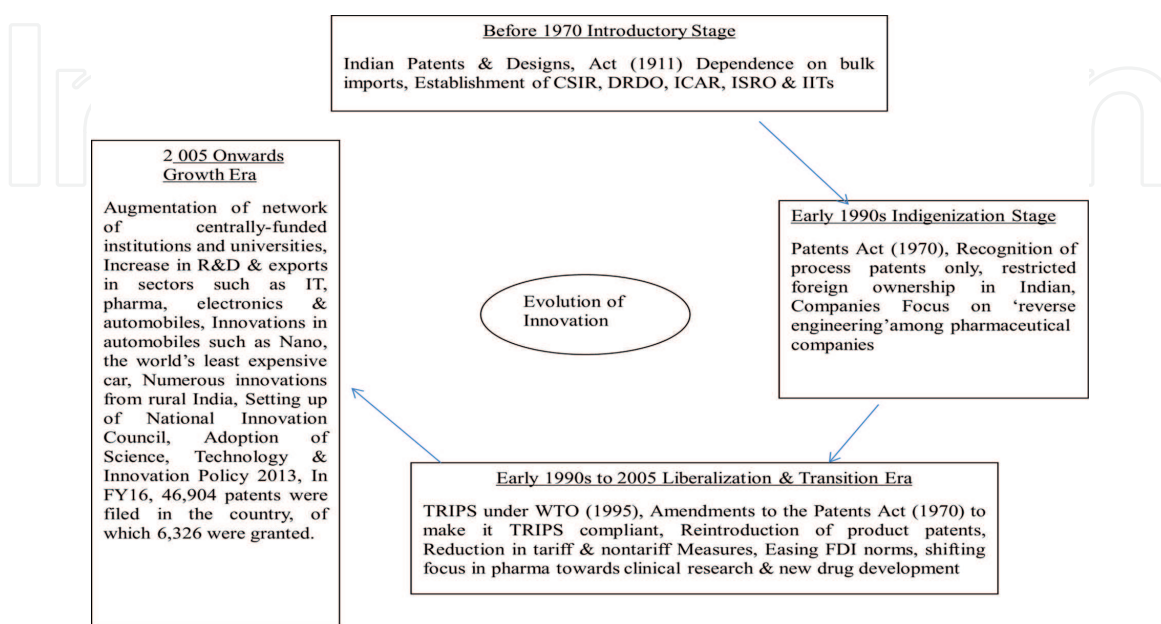 Before 1970 Introductory Stage
Indian Patents & Designs, Act (1911) Dependence on bulk
imports, Establishment of CSIR, DRDO, ICAR, ISRO & IITs
Early 1990s Indigenization Stage
Patents Act (1970), Recognition of
process patents only, restricted
foreign ownership in Indian,
Companies Focus on ‘reverse
engineering’among pharmaceutical
companies
Early 1990s to 2005 Liberalization & Transition Era
TRIPS under WTO (1995), Amendments to the Patents Act (1970) to
make it TRIPS compliant, Reintroduction of product patents,
Reduction in tariff & nontariff Measures, Easing FDI norms, shifting
focus in pharma towards clinical research & new drug development
2 005 Onwards
Growth Era
Augmentation of network
of centrally-funded
institutions and universities,
Increase in R&D & exports
in sectors such as IT,
pharma, electronics &
automobiles, Innovations in
automobiles such as Nano,
the world’s least expensive
car, Numerous innovations
from rural India, Setting up
of National Innovation
Council, Adoption of
Science, Technology &
Innovation Policy 2013, In
FY16, 46,904 patents were
filed in the country, of
which 6,326 were granted.
Evolution of
Innovation